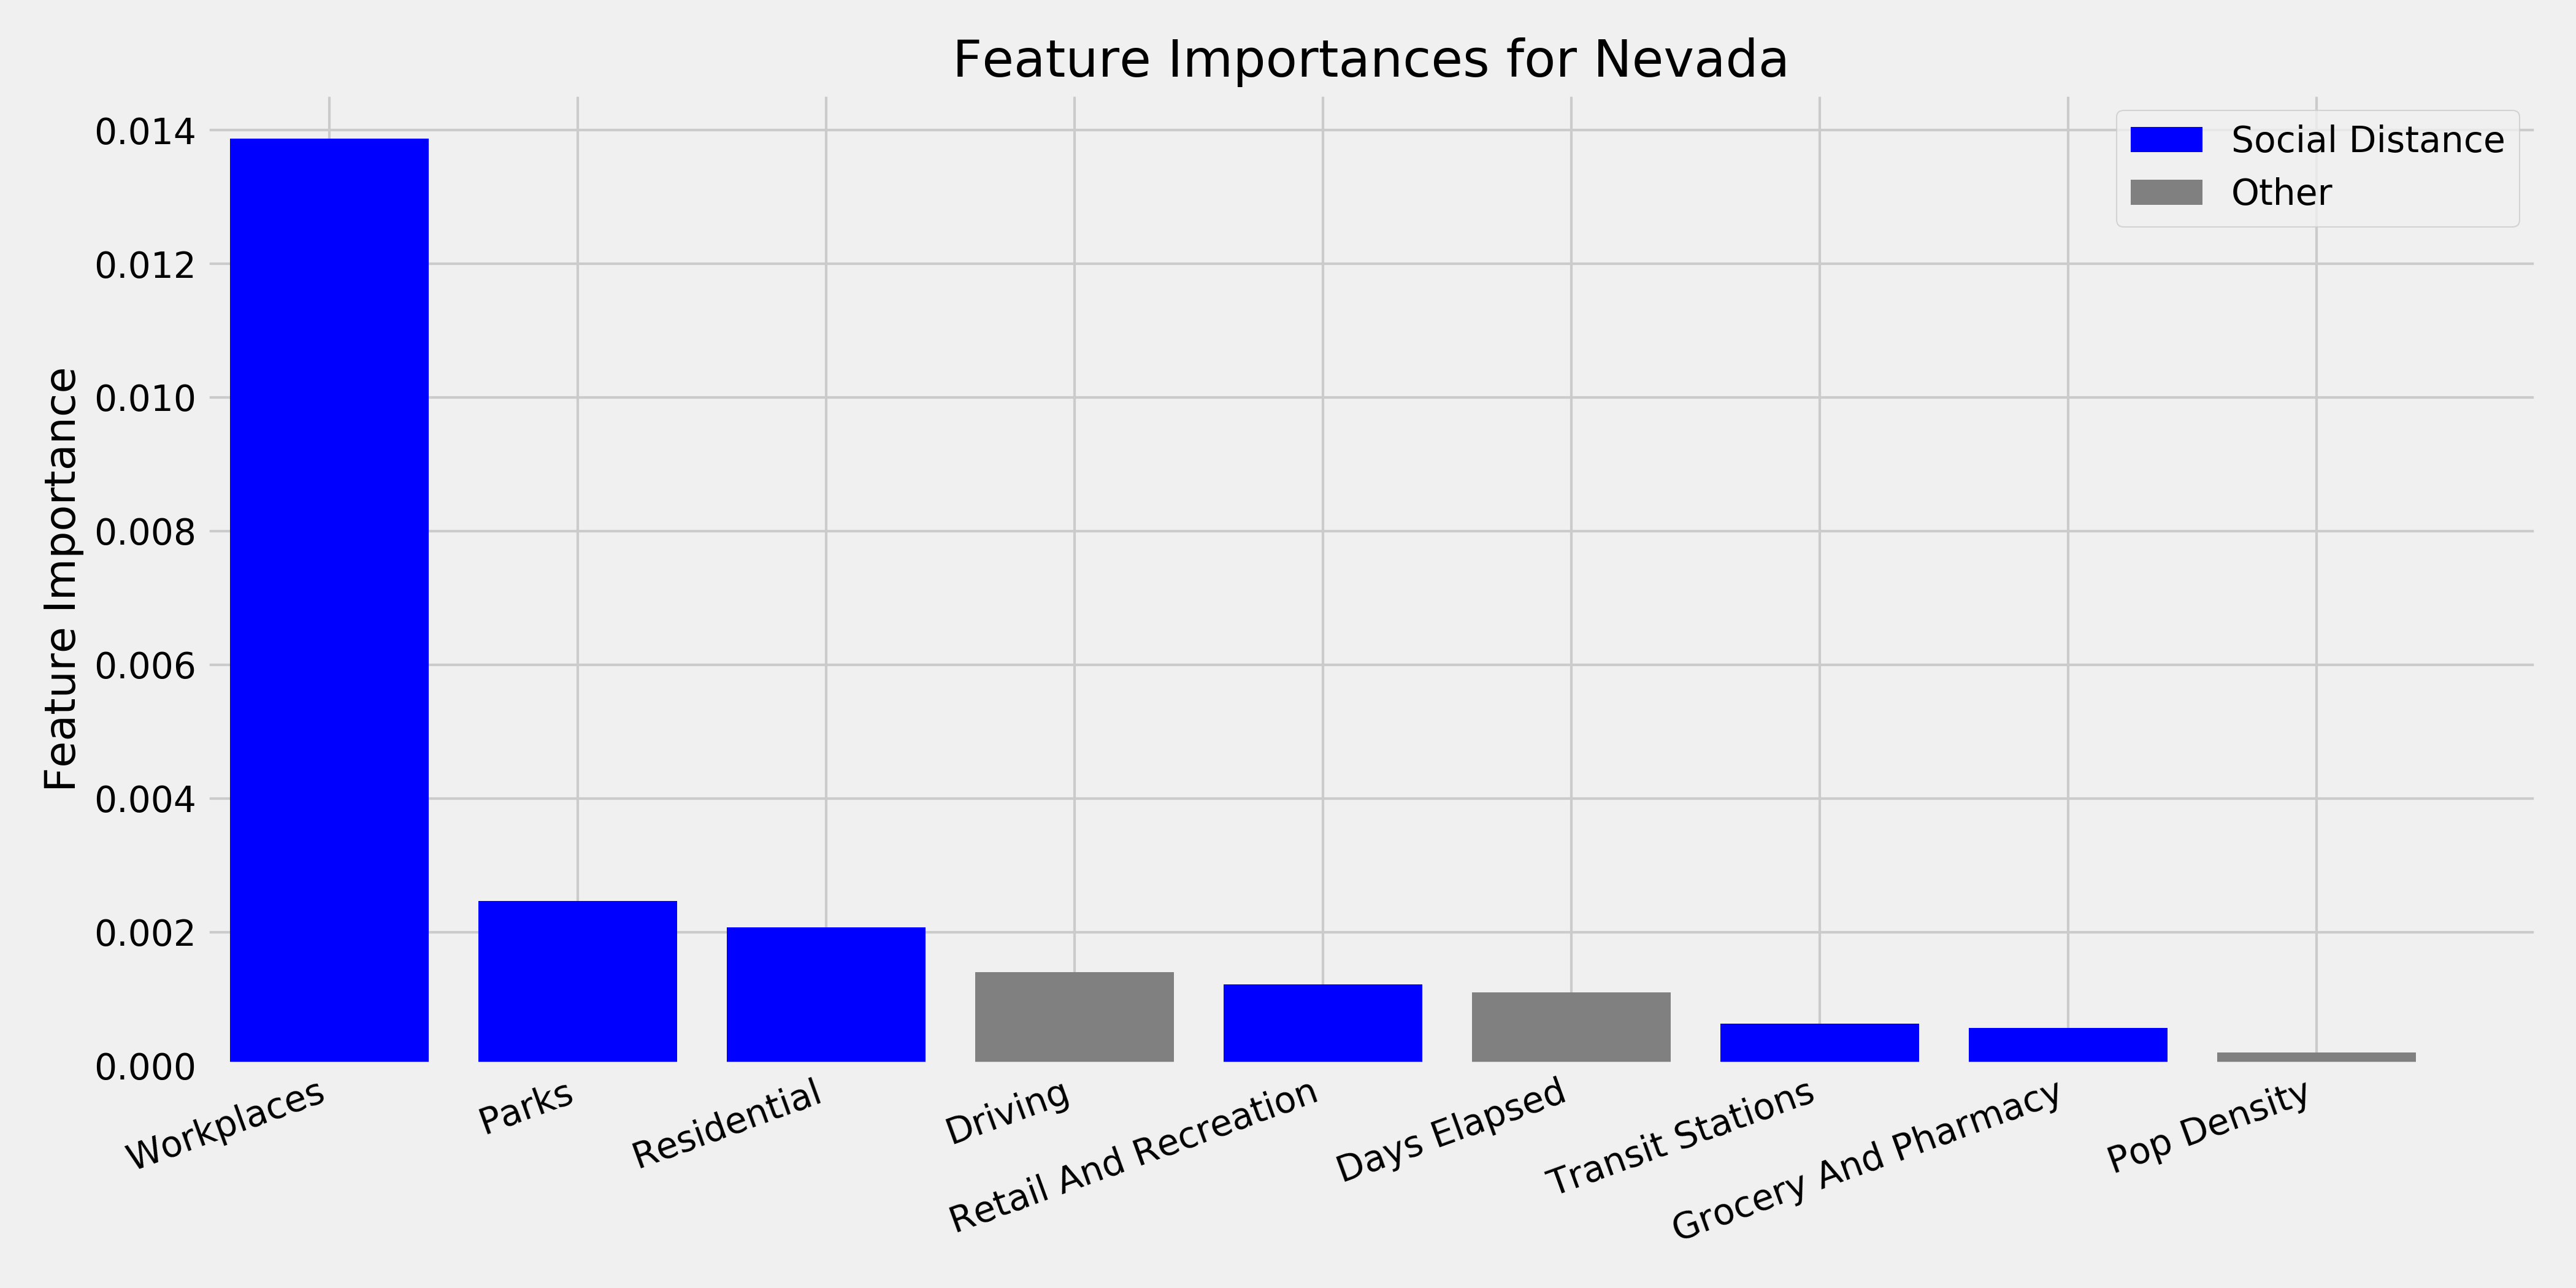 Feature Importances for Nevada
Social Distance
Other
Feature Importance
0.014
0.012
0.010
0.008
0.006
0.004
0.002
0.000
Workplaces
Parks
Residential
Driving
Retail And Recreation
Days Elapsed
Transit Stations
Grocery And Pharmacy
Pop Density